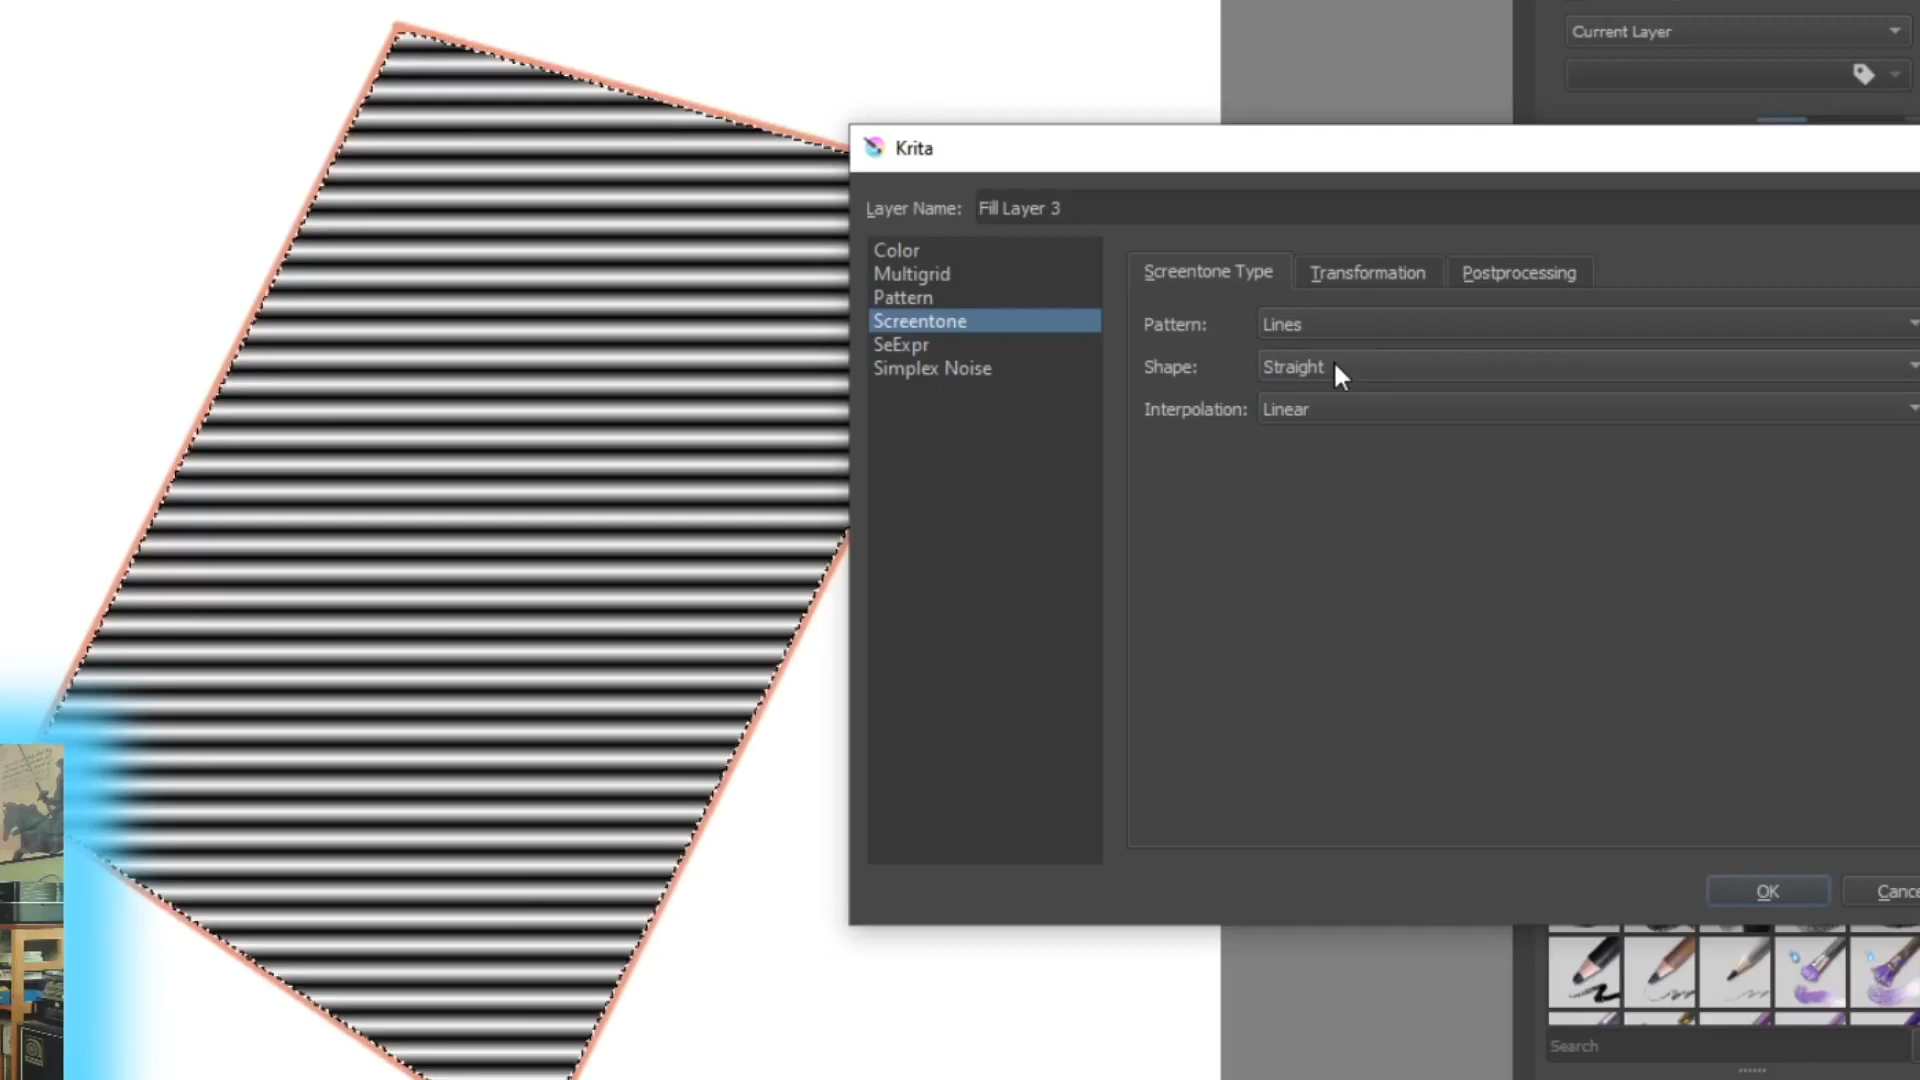 Current Layer
Krita
Layer Name: Fill Layer 3
Color
Multigrid
Pattern
Screentone
SeExpr
Simplex Noise
Screentone Type
Transformation
Postprocessing
Pattern: Lines
Shape: Straight
Interpolation: Linear
OK
Cance
Search